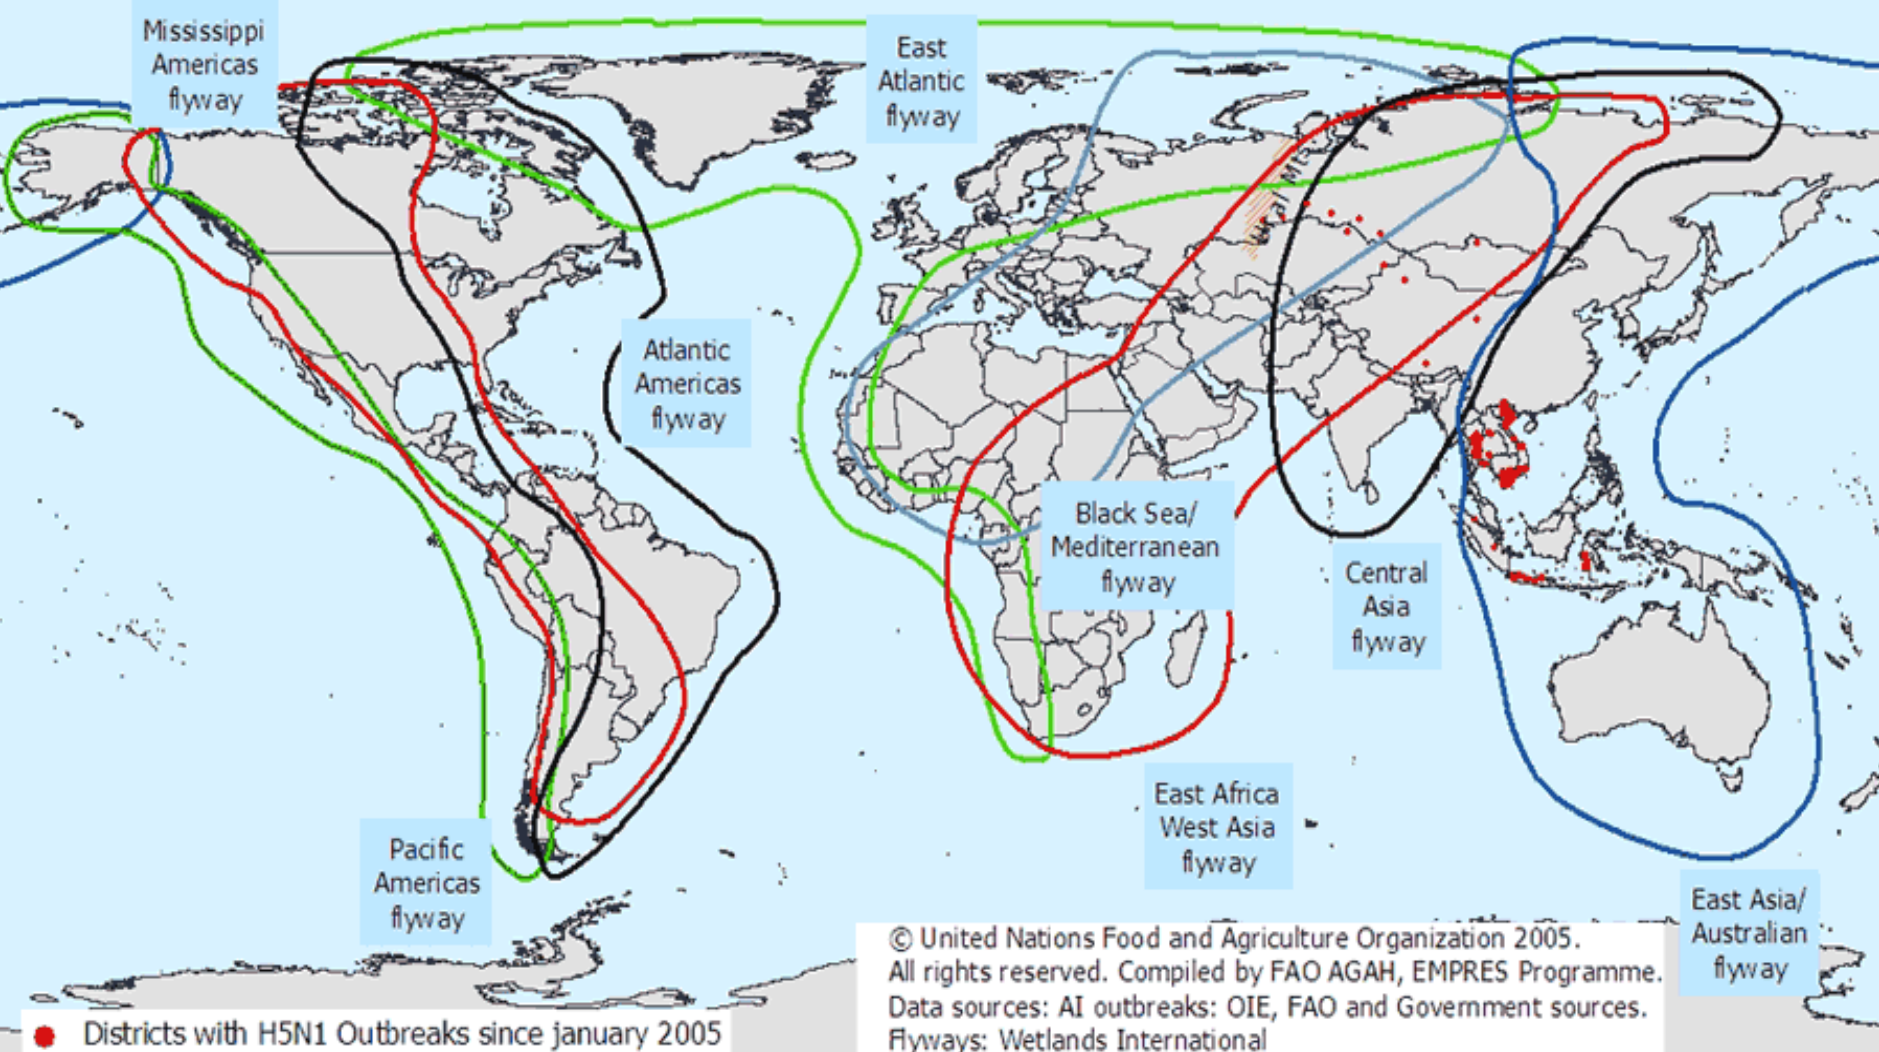 Mississippi
Americas
flyway
East
Atlantic
flyway
Atlantic
Americas
flyway
Black Sea/
Mediterranean
flyway
Central
Asia
flyway
East Africa
West Asia
flyway
Pacific
Americas
flyway
East Asia/
Australian
flyway
© United Nations Food and Agriculture Organization 2005.
All rights reserved. Compiled by FAO AGAH, EMPRES Programme.
Data sources: AI outbreaks: OIE, FAO and Government sources.
Flyways: Wetlands International
Districts with H5N1 Outbreaks since january 2005